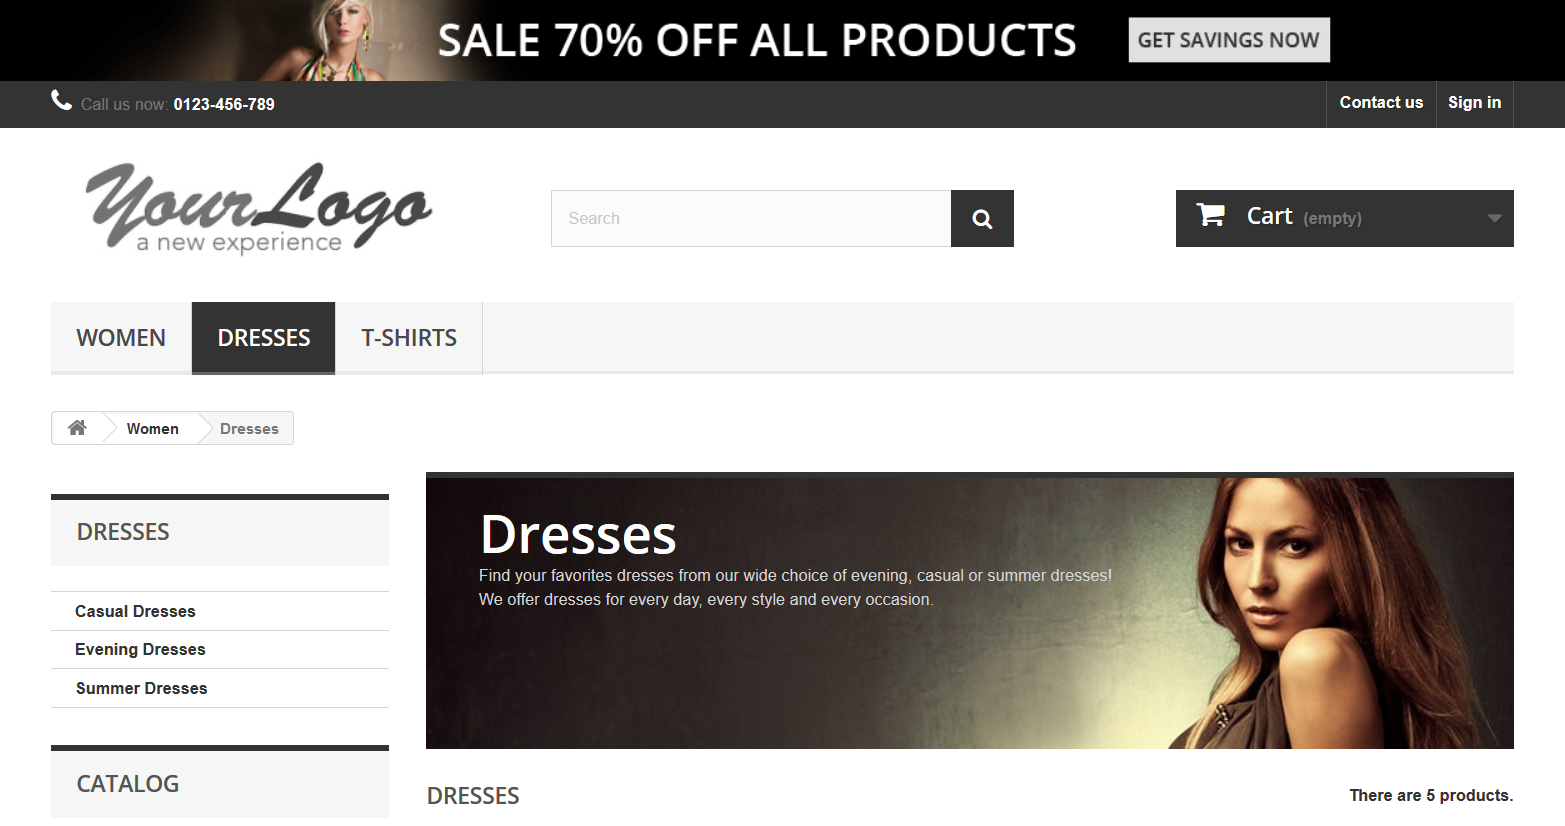 SALE 70% OFF ALL PRODUCTS
GET SAVINGS NOW
Call us now: 0123-456-789
Contact us
Sign in
Your Logo
a new experience
Search
Cart (empty)
WOMEN
DRESSES
T-SHIRTS
Women
Dresses
DRESSES
Casual Dresses
Evening Dresses
Summer Dresses
CATALOG
Dresses
Find your favorites dresses from our wide choice of evening, casual or summer dresses!
We offer dresses for every day, every style and every occasion.
DRESSES
There are 5 products.